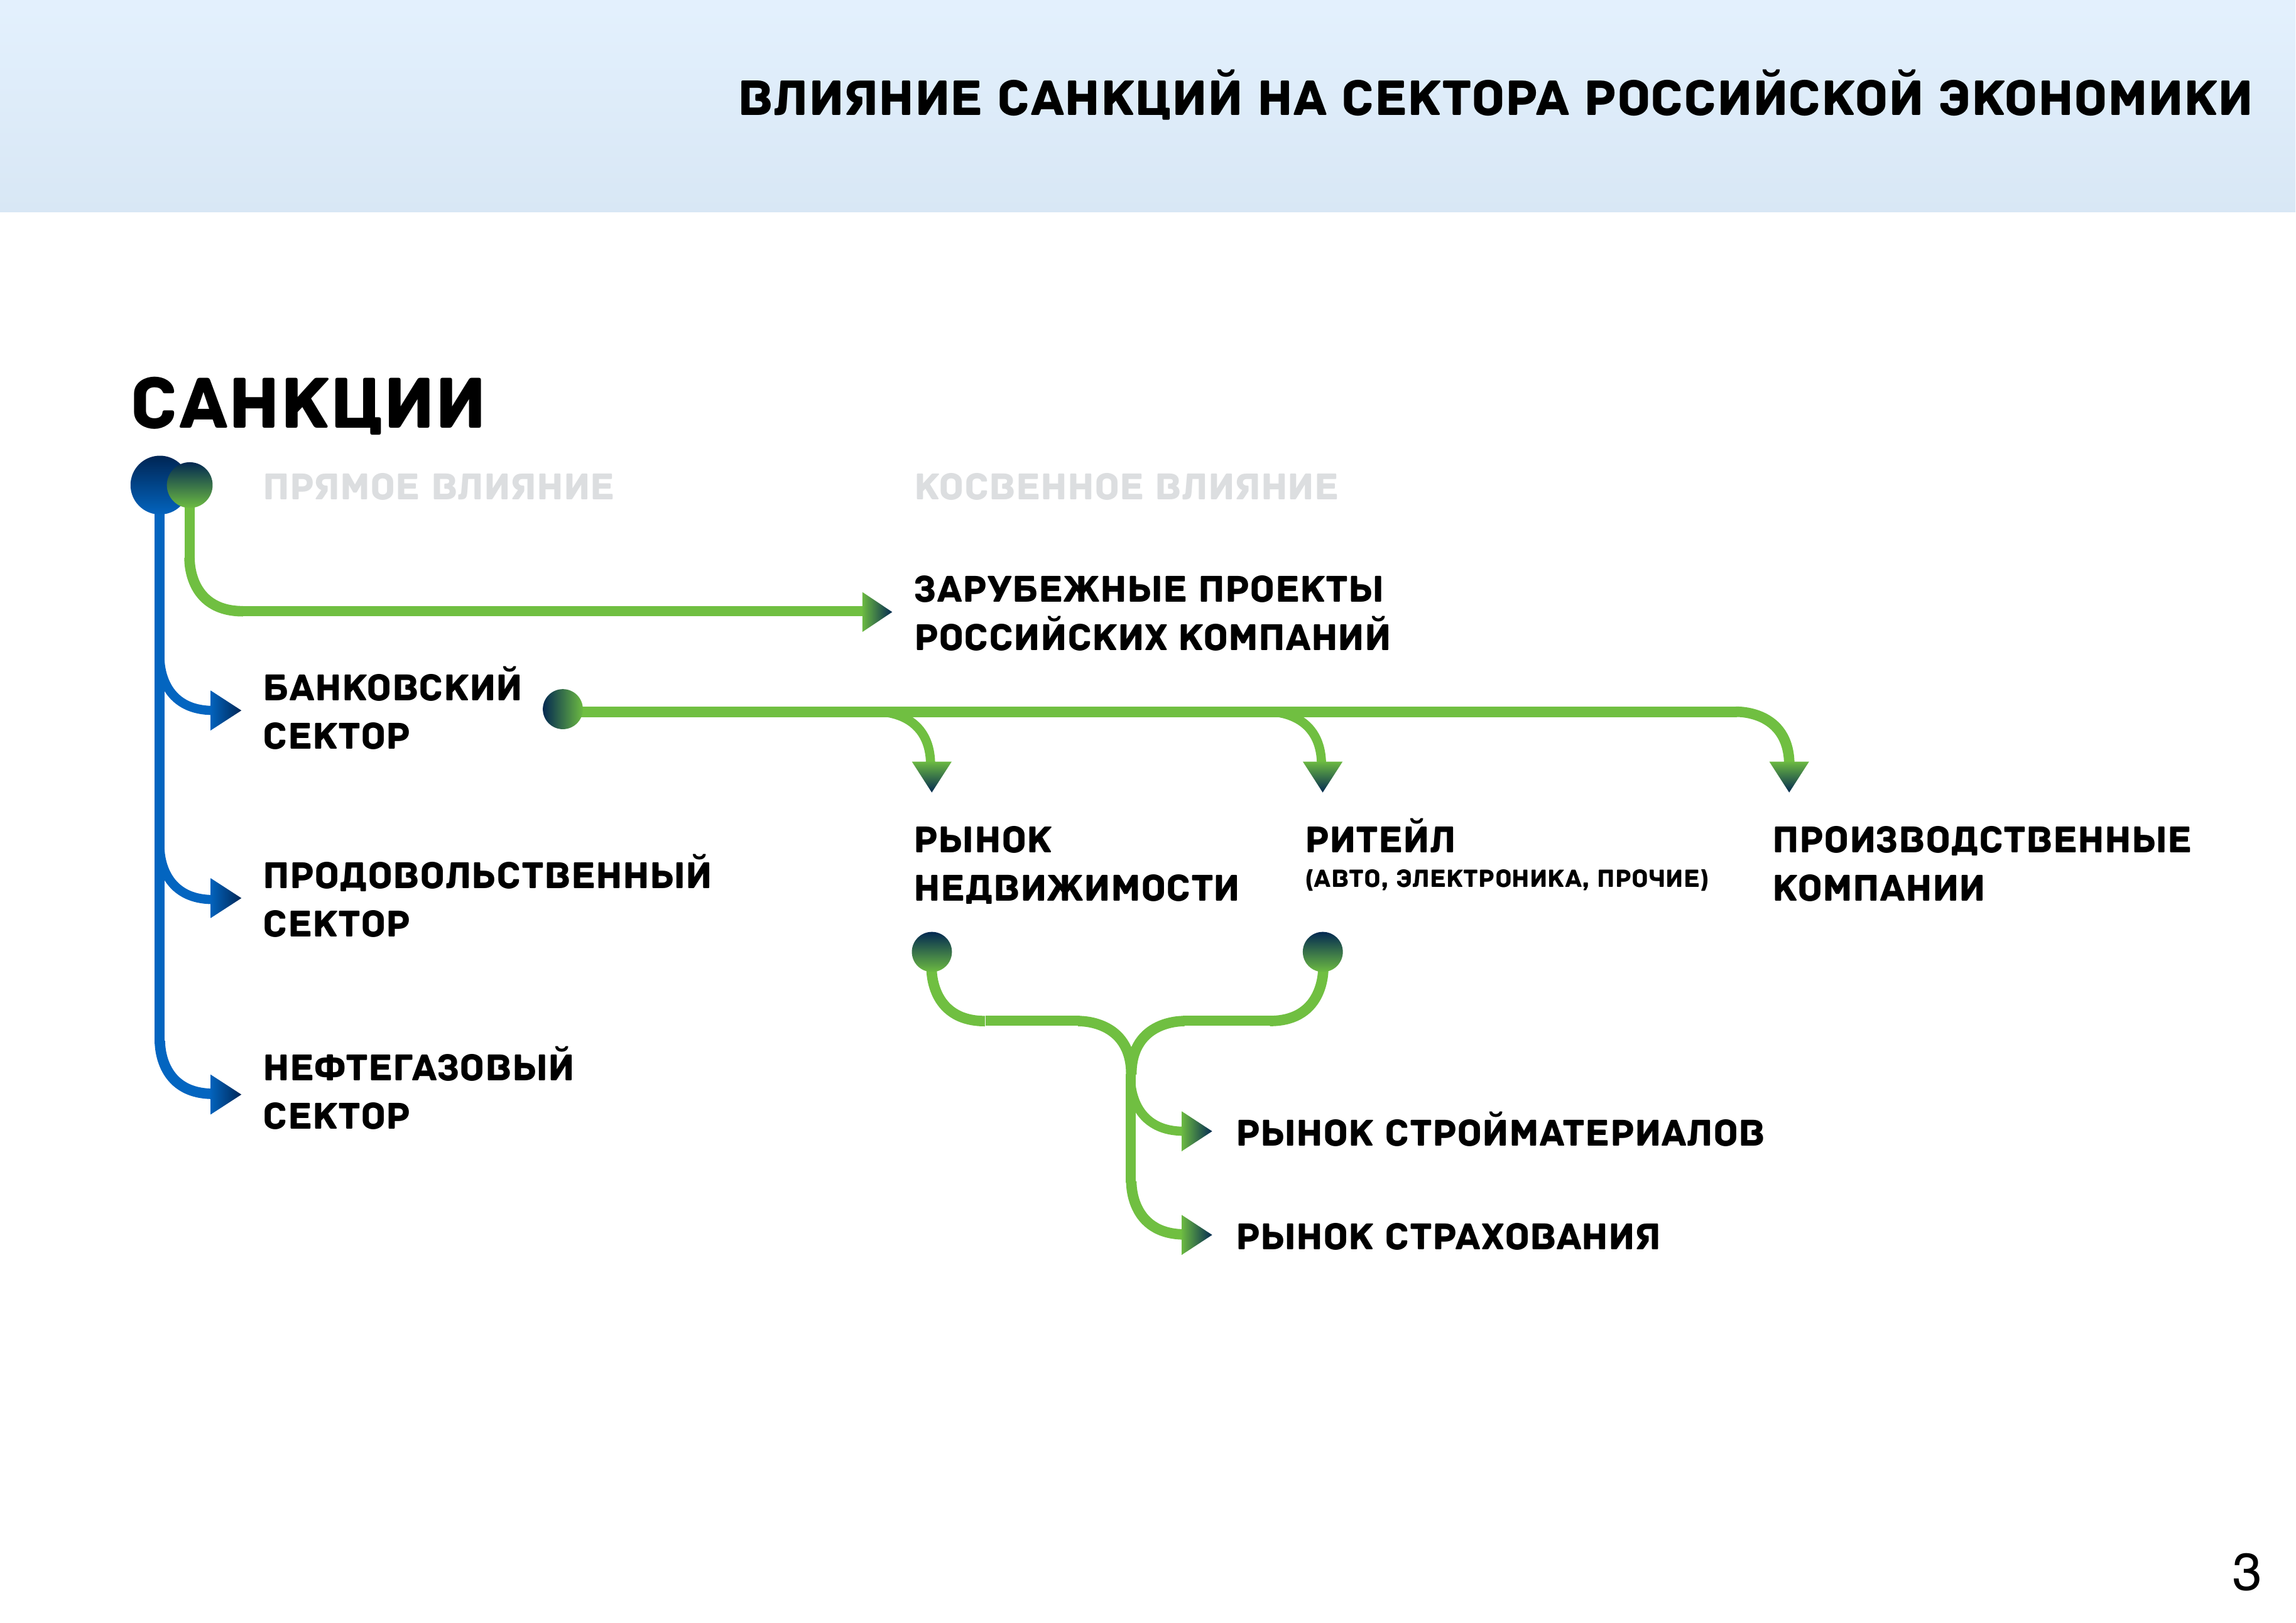 ВЛИЯНИЕ САНКЦИЙ НА СЕКТОРА РОССИЙСКОЙ ЭКОНОМИКИ
САНКЦИИ
ПРЯМОЕ ВЛИЯНИЕ
КОСВЕННОЕ ВЛИЯНИЕ
ЗАРУБЕЖНЫЕ ПРОЕКТЫ
РОССИЙСКИХ КОМПАНИЙ
БАНКОВСКИЙ
СЕКТОР
РЫНОК
НЕДВИЖИМОСТИ
РИТЕЙЛ
(АВТО, ЭЛЕКТРОНИКА, ПРОЧИЕ)
ПРОИЗВОДСТВЕННЫЕ
КОМПАНИИ
ПРОДОВОЛЬСТВЕННЫЙ
СЕКТОР
НЕФТЕГАЗОВЫЙ
СЕКТОР
РЫНОК СТРОЙМАТЕРИАЛОВ
РЫНОК СТРАХОВАНИЯ
3